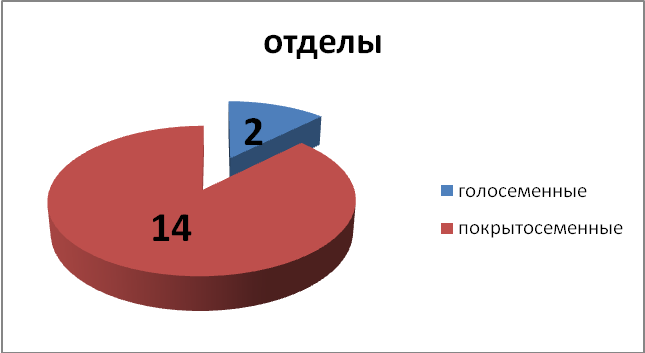 отделы
2
14
голосеменные
покрытосеменные